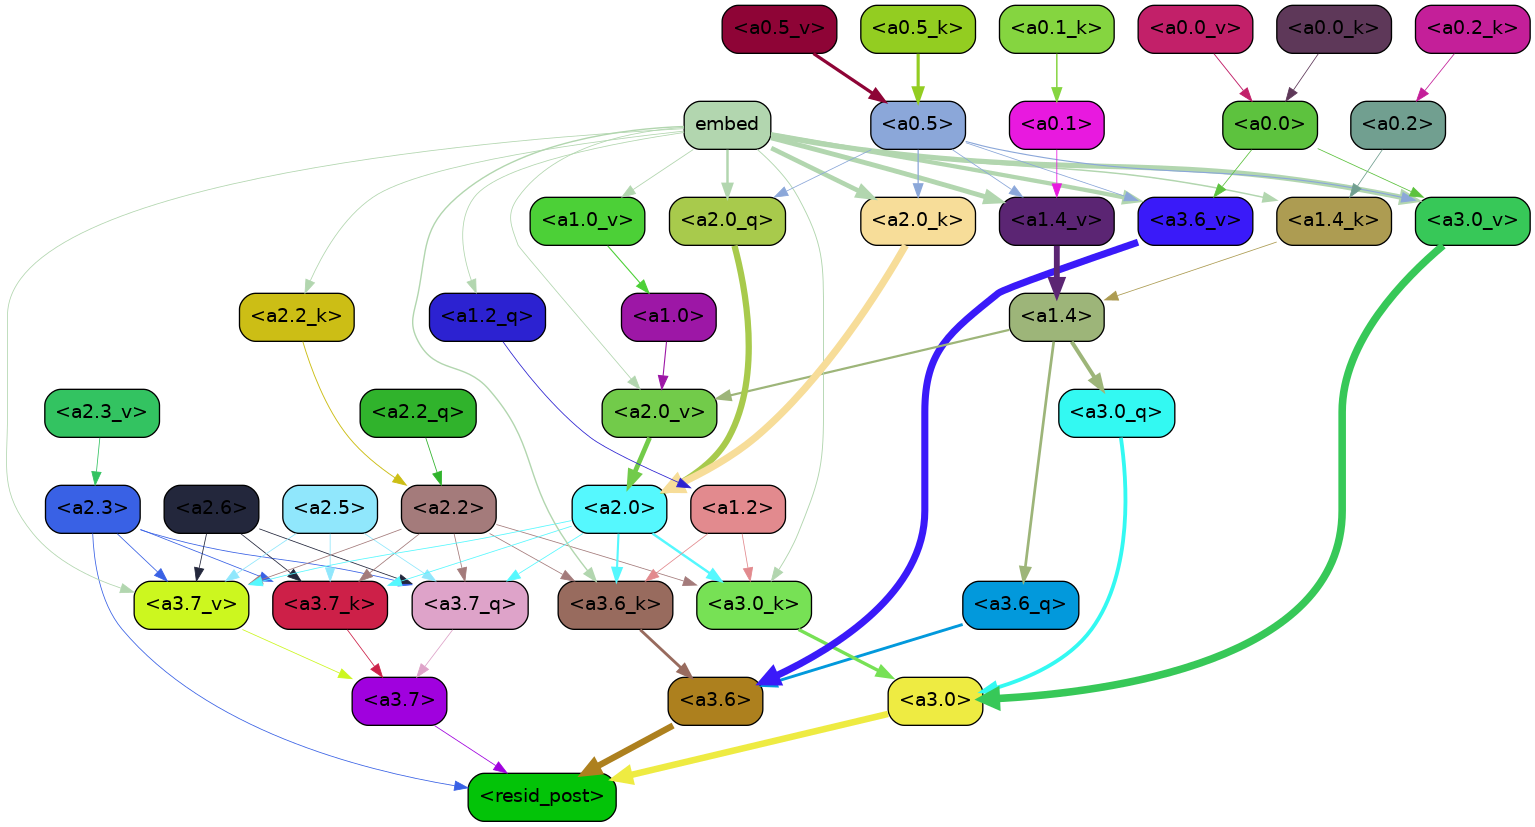 <a0.5_v> <a0.5_k> <a0.1_k> <a0.0_v> <a0.0_k> <a0.2_k>
embed <a0.5> <a0.1> <a0.0> <a0.2>
<a1.0_v> <a2.0_q> <a2.0_k> <a1.4_v> <a3.6_v> <a1.4_k> <a3.0_v>
<a2.2_k> <a1.2_q> <a1.0> <a1.4>
<a2.3_v> <a2.2_q> <a2.0_v> <a3.0_q>
<a2.3> <a2.6> <a2.5> <a2.2> <a2.0> <a1.2>
<a3.7_v> <a3.7_k> <a3.7_q> <a3.6_k> <a3.0_k> <a3.6_q>
<a3.7> <a3.6> <a3.0>
<resid_post>